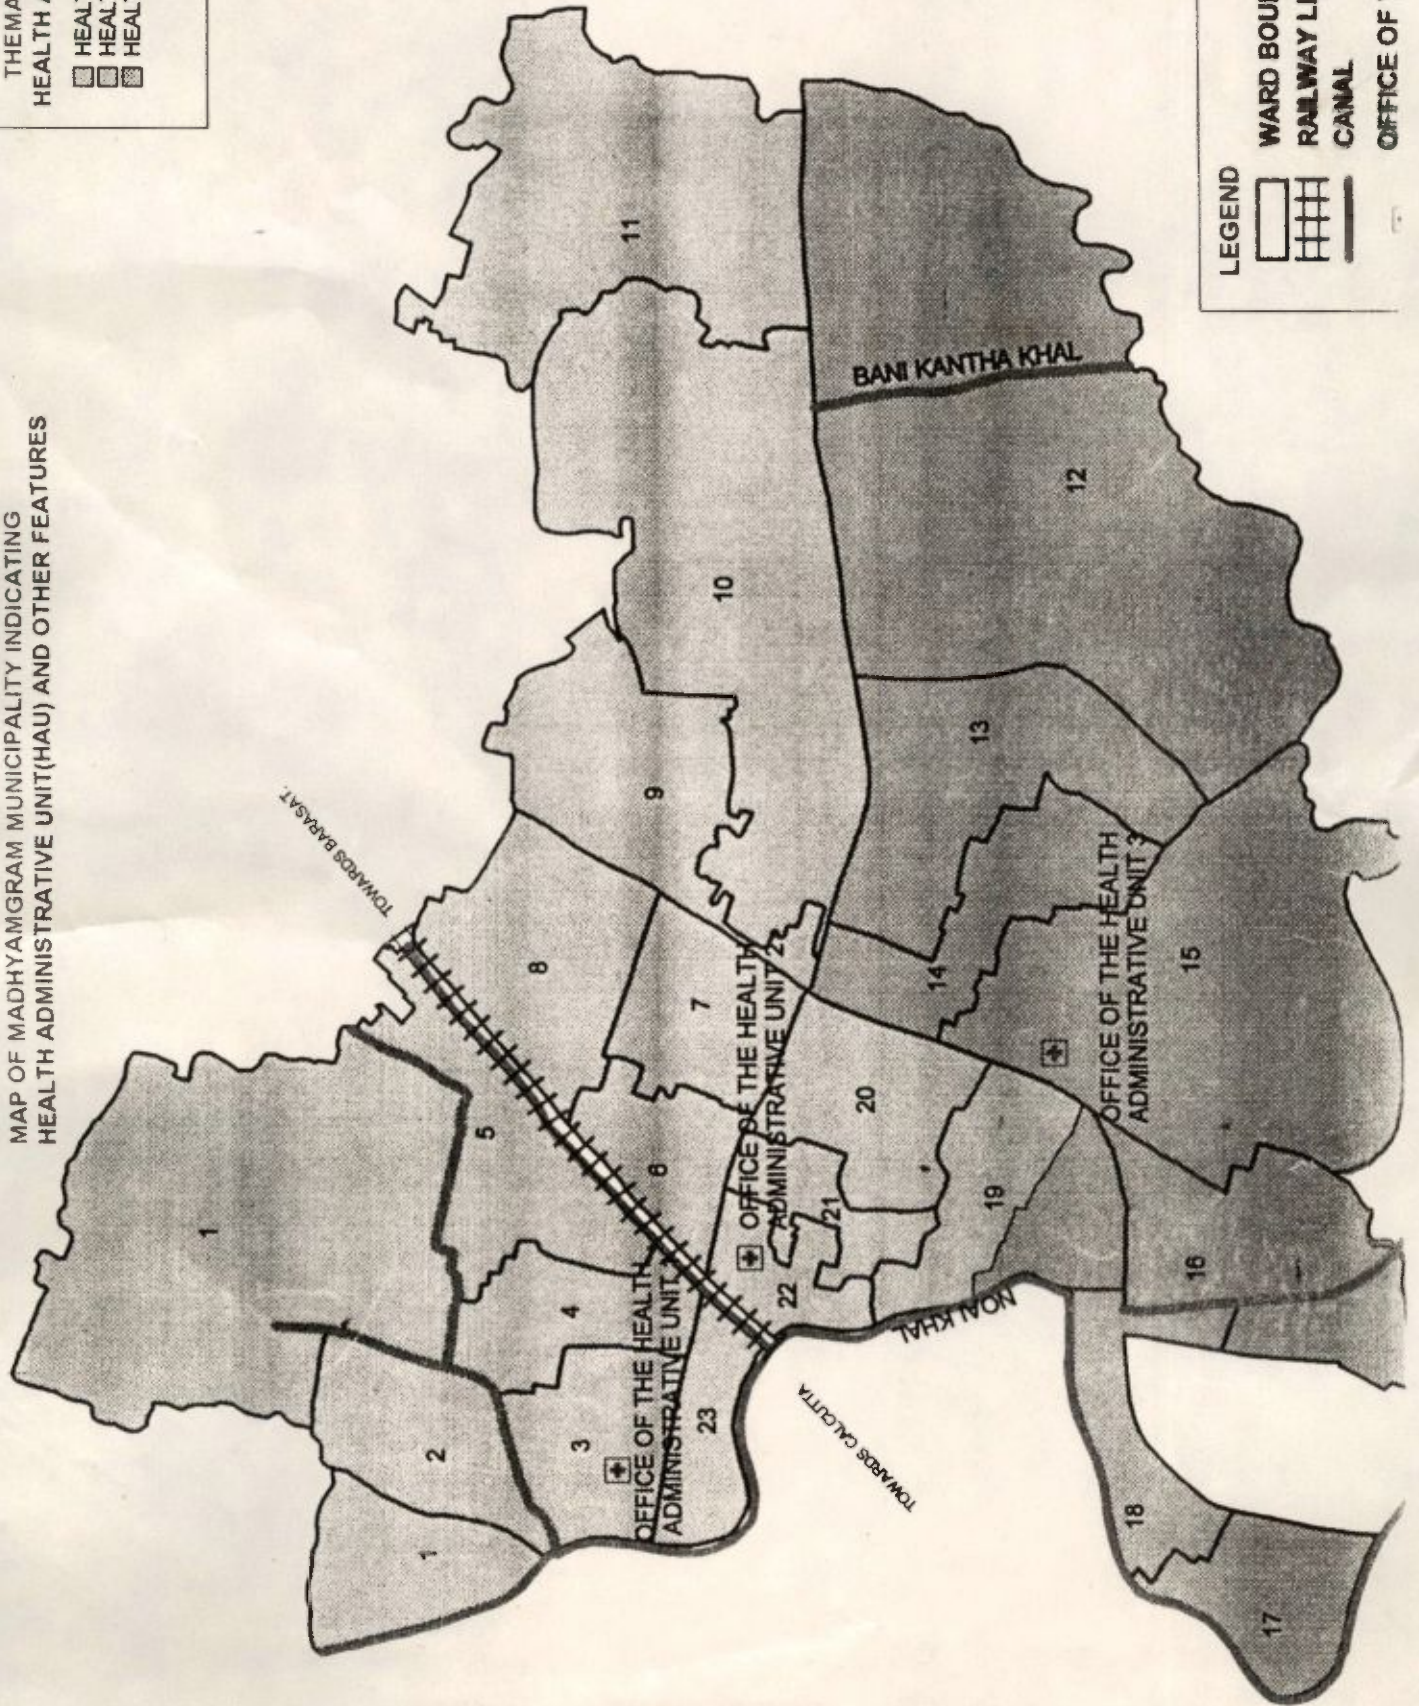 MAP OF MADHYAMGRAM MUNICIPALITY INDICATING
HEALTH ADMINISTRATIVE UNIT(HAU) AND OTHER FEATURES
THEMA
HEALTH A
HEALT
HEALT
HEALT
TOWARDS BARASAT.
1
1
2
3
4
5
6
7
8
9
10
11
12
13
14
15
16
17
18
19
20
21
22
23
OFFICE OF THE HEALTH
ADMINISTRATIVE UNIT
OFFICE OF THE HEALTH
ADMINISTRATIVE UNIT 2
OFFICE OF THE HEALTH
ADMINISTRATIVE UNIT 3
BANI KANTHA KHAL
NOAI KHAL
TOWARDS CALCUTTA
LEGEND
WARD BOU
RAILWAY LI
CANAL
OFFICE OF